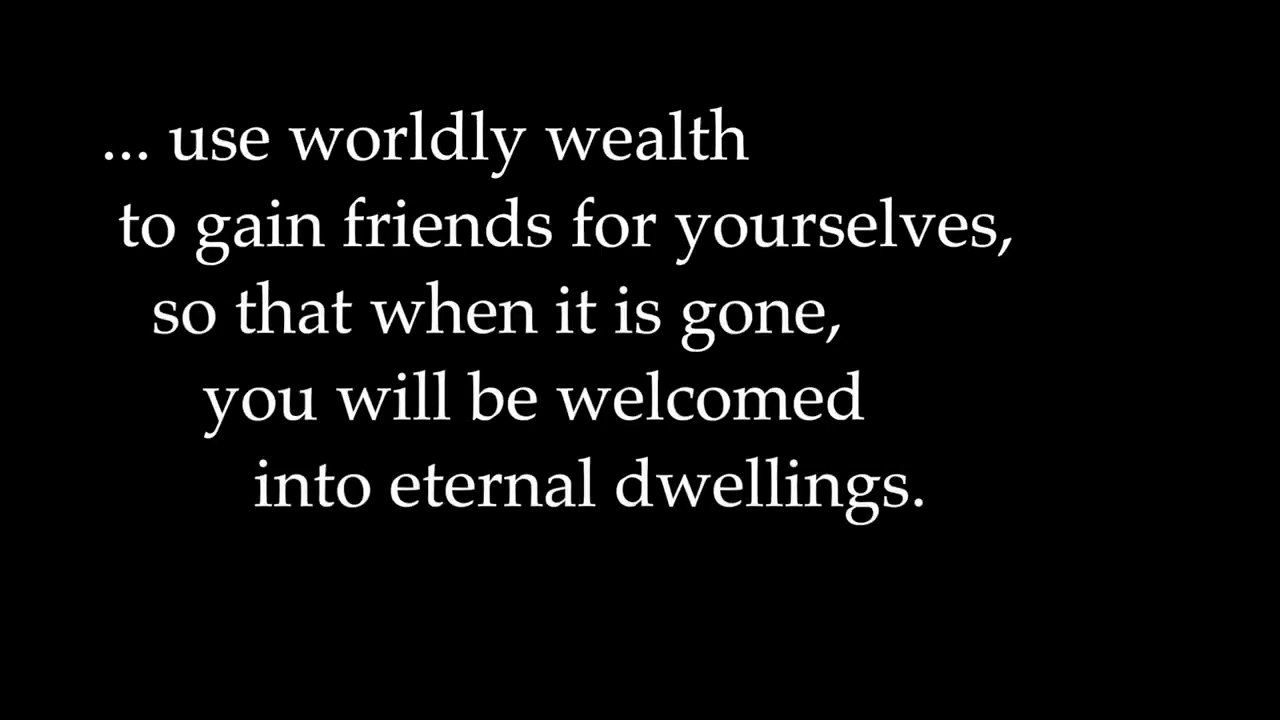 ... use worldly wealth
to gain friends for yourselves,
so that when it is gone,
you will be welcomed
into eternal dwellings.